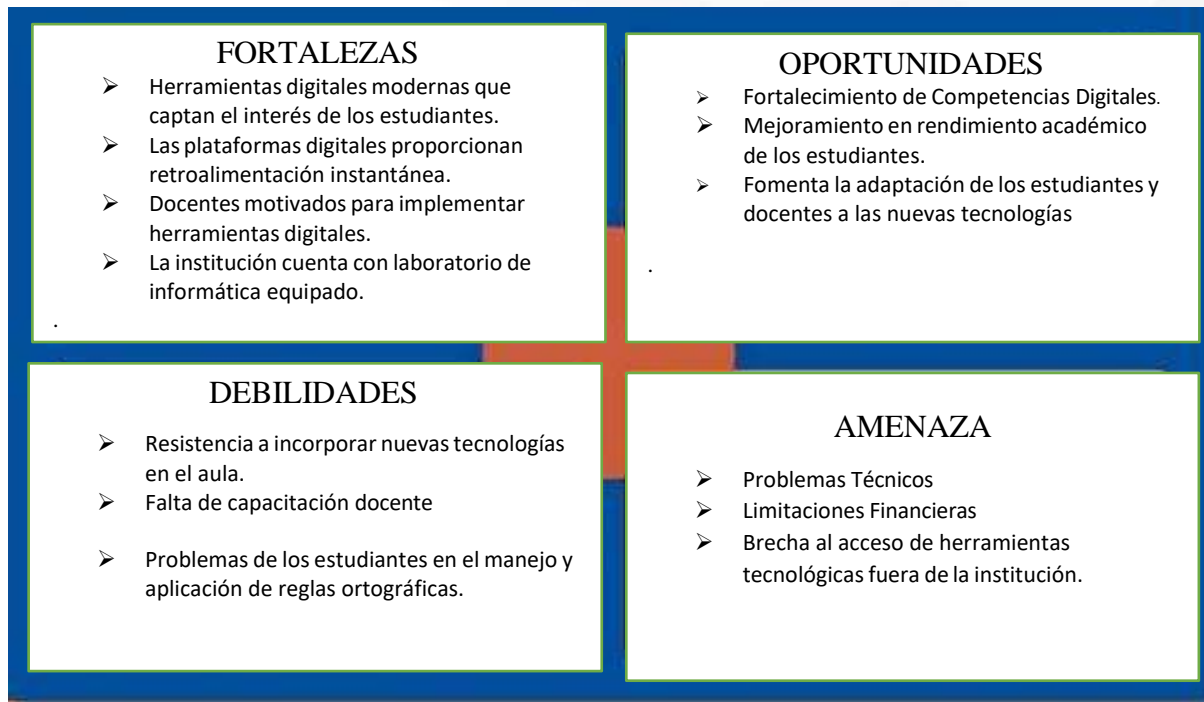 FORTALEZAS
➢ Herramientas digitales modernas que
captan el interés de los estudiantes.
➢ Las plataformas digitales proporcionan
retroalimentación instantánea.
➢ Docentes motivados para implementar
herramientas digitales.
➢ La institución cuenta con laboratorio de
informática equipado.
.
OPORTUNIDADES
➢ Fortalecimiento de Competencias Digitales.
➢ Mejoramiento en rendimiento académico
de los estudiantes.
➢ Fomenta la adaptación de los estudiantes y
docentes a las nuevas tecnologías
.
DEBILIDADES
➢ Resistencia a incorporar nuevas tecnologías
en el aula.
➢ Falta de capacitación docente
➢ Problemas de los estudiantes en el manejo y
aplicación de reglas ortográficas.
AMENAZA
➢ Problemas Técnicos
➢ Limitaciones Financieras
➢ Brecha al acceso de herramientas
tecnológicas fuera de la institución.